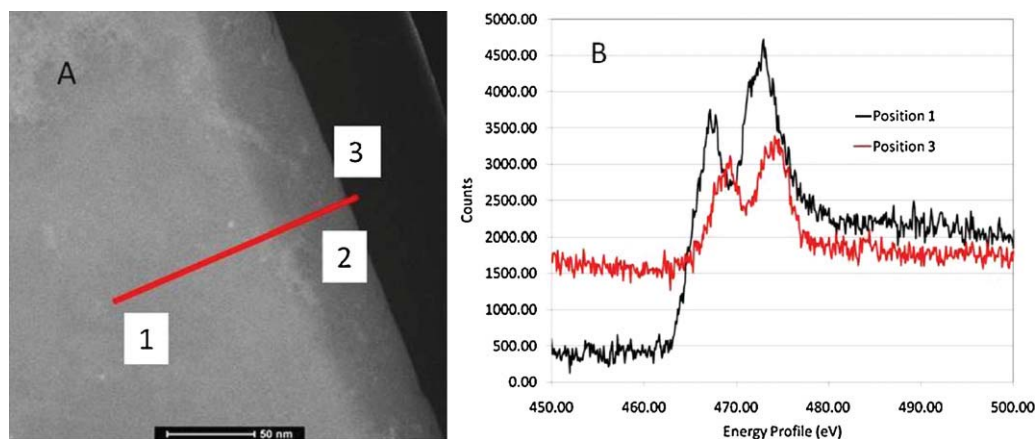 A
3
2
1
50 nm
B
5000.00
4500.00
4000.00
3500.00
3000.00
2500.00
2000.00
1500.00
1000.00
500.00
0.00
Counts
Position 1
Position 3
450.00 460.00 470.00 480.00 490.00 500.00
Energy Profile (eV)